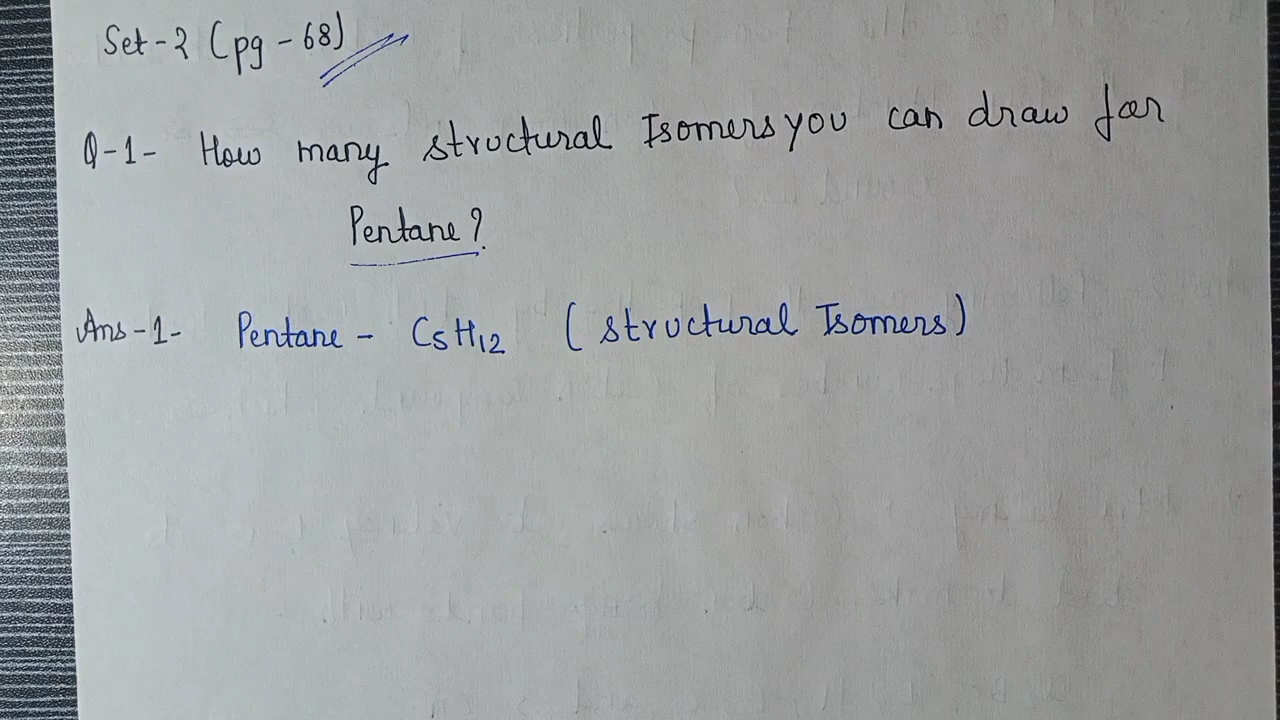 Set-2 (pg-68)
Q-1- How many structural Isomers you can draw for
Pentane?
Ans-1- Pentane - C5H12 (structural Isomers)